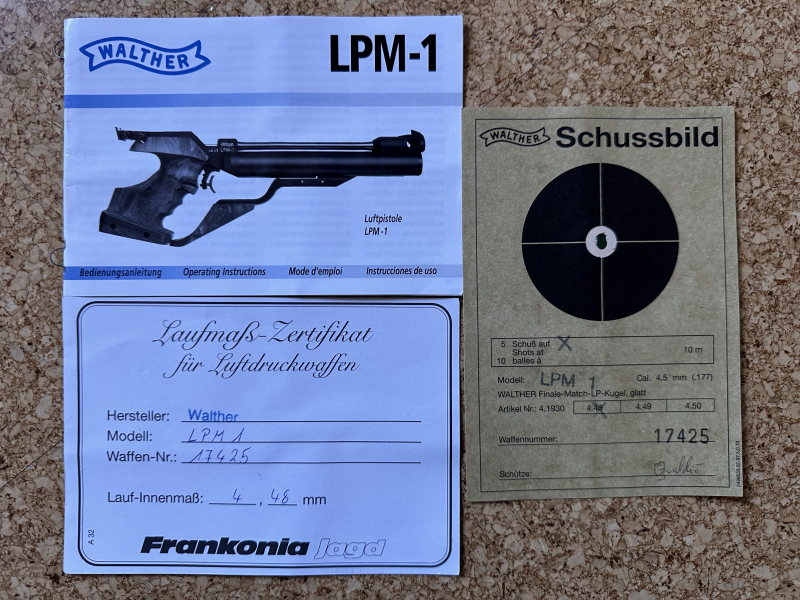 WALTHER
LPM-1
Luftpistole
LPM-1
Bedienungsanleitung Operating Instructions Mode d'emploi Instrucciones de uso
Laufmaß-Zertifikat
für Luftdruckwaffen
Hersteller: Walther
Modell: LPM 1
Waffen-Nr.: 17425
Lauf-Innenmaß: 4,48 mm
A 32
Frankonia Jagd
WALTHER Schussbild
5 Schuß auf X
Shots at 10 m
10 balles à
Modell: LPM 1 Cal. 4,5 mm (.177)
WALTHER Finale-Match-LP-Kugel, glatt
Artikel Nr.: 4.1930 4.48 4.49 4.50
Waffennummer: 17425
Schütze: